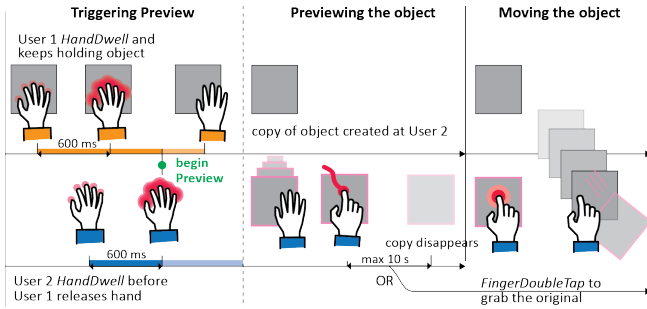 Triggering Preview
Previewing the object
Moving the object
User 1 HandDwell and
keeps holding object
copy of object created at User 2
600 ms
begin
Preview
copy disappears
600 ms
max 10 s
OR
User 2 HandDwell before
User 1 releases hand
FingerDoubleTap to
grab the original